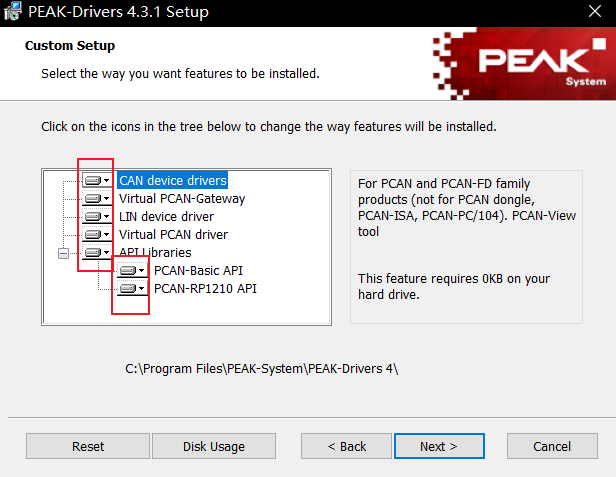 PEAK-Drivers 4.3.1 Setup
Custom Setup
Select the way you want features to be installed.
PEAK
System
Click on the icons in the tree below to change the way features will be installed.
CAN device drivers
Virtual PCAN-Gateway
LIN device driver
Virtual PCAN driver
API Libraries
PCAN-Basic API
PCAN-RP1210 API
For PCAN and PCAN-FD family
products (not for PCAN dongle,
PCAN-ISA, PCAN-PC/104). PCAN-View
tool
This feature requires 0KB on your
hard drive.
C:\Program Files\PEAK-System\PEAK-Drivers 4\
Reset
Disk Usage
< Back
Next >
Cancel